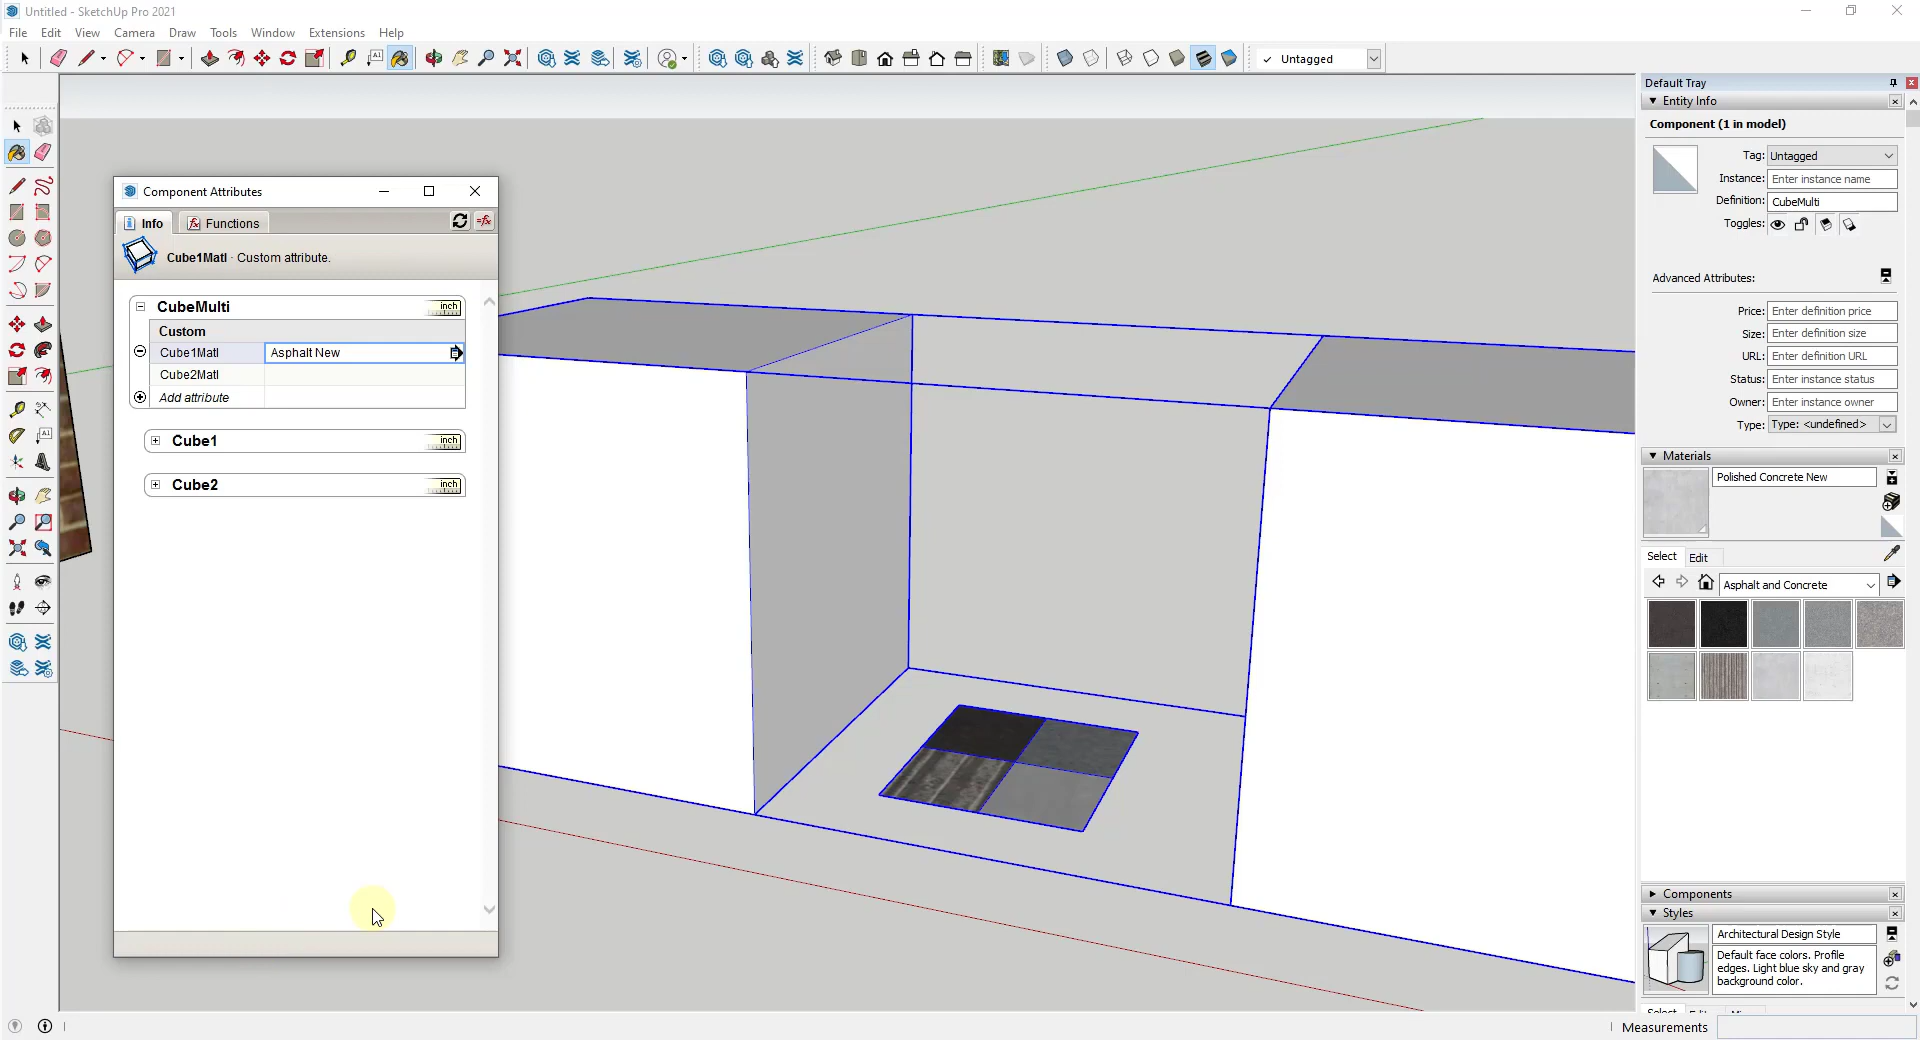 Untitled - SketchUp Pro 2021
File Edit View Camera Draw Tools Window Extensions Help
A1
✓ Untagged
Component Attributes
Info
Functions
Cube1Matl · Custom attribute.
CubeMulti
inch
Custom
Cube1Matl Asphalt New
Cube2Matl
Add attribute
Cube1
inch
Cube2
inch
Default Tray
Entity Info
Component (1 in model)
Tag: Untagged
Instance: Enter instance name
Definition: CubeMulti
Toggles:
Advanced Attributes:
Price: Enter definition price
Size: Enter definition size
URL: Enter definition URL
Status: Enter instance status
Owner: Enter instance owner
Type: Type: <undefined>
Materials
Polished Concrete New
Select Edit
Asphalt and Concrete
Components
Styles
Architectural Design Style
Default face colors. Profile
edges. Light blue sky and gray
background color.
Measurements